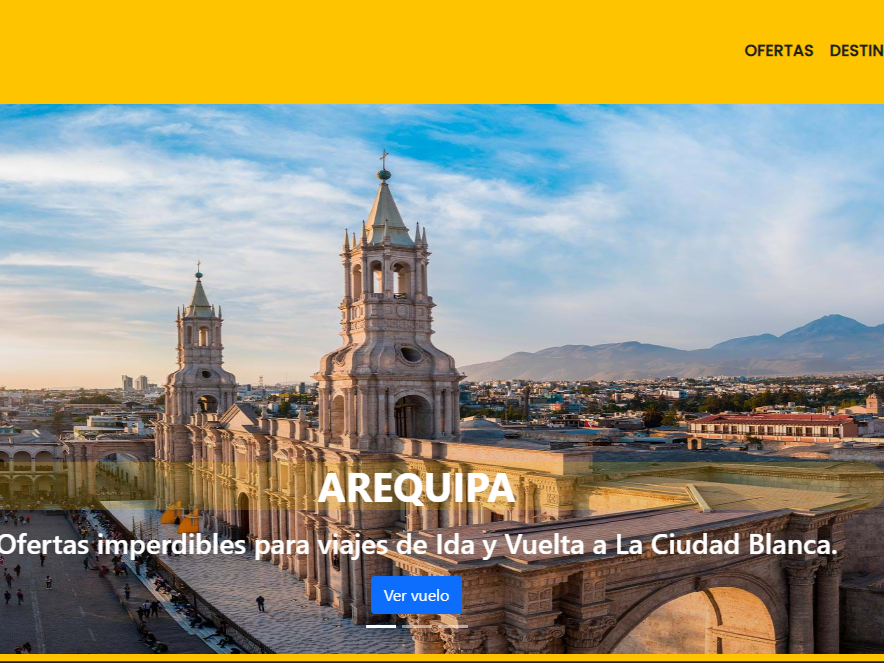 OFERTAS DESTIN
AREQUIPA
Ofertas imperdibles para viajes de Ida y Vuelta a La Ciudad Blanca.
Ver vuelo